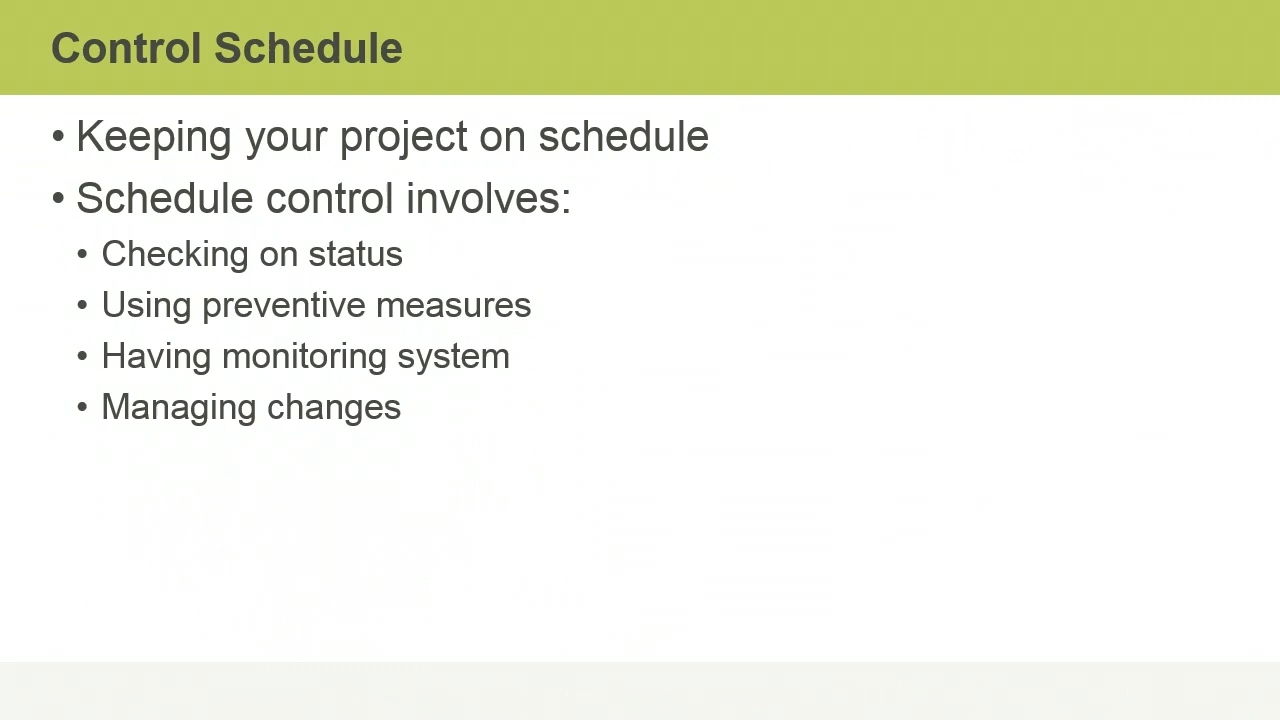 Control Schedule
• Keeping your project on schedule
• Schedule control involves:
• Checking on status
• Using preventive measures
• Having monitoring system
• Managing changes